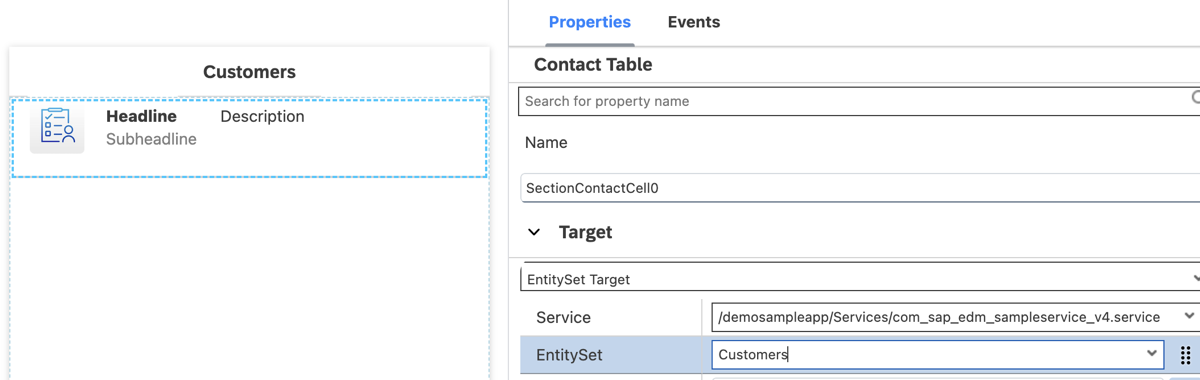 Customers
Headline
Description
Subheadline
Properties
Events
Contact Table
Search for property name
Name
SectionContactCell0
Target
EntitySet Target
Service
/demosampleapp/Services/com_sap_edm_sampleservice_v4.service
EntitySet
Customers